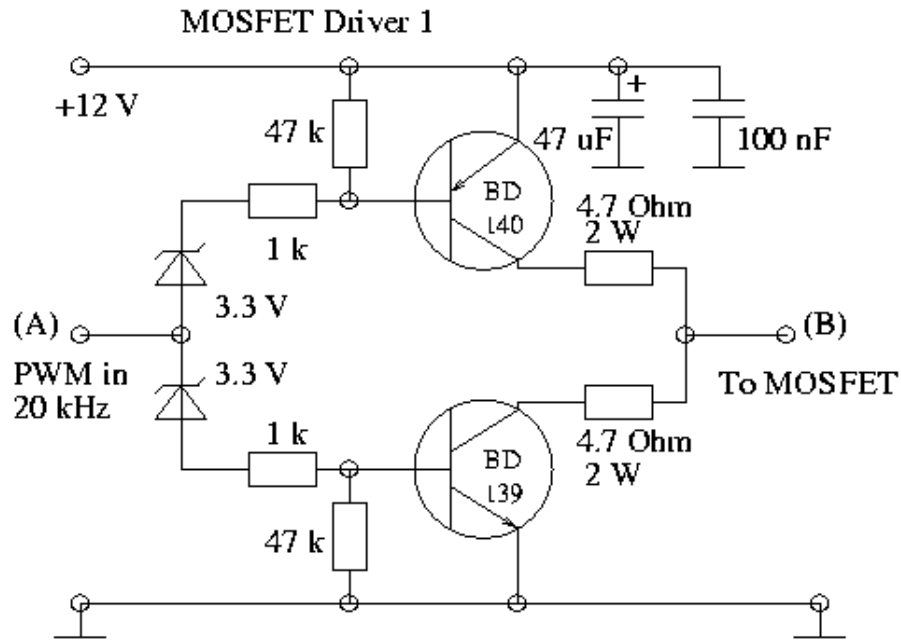 MOSFET Driver 1
+12 V
47 k
+
47 uF
100 nF
BD
140
1 k
4.7 Ohm
2 W
3.3 V
(A)
(B)
PWM in
20 kHz
3.3 V
To MOSFET
1 k
BD
139
4.7 Ohm
2 W
47 k